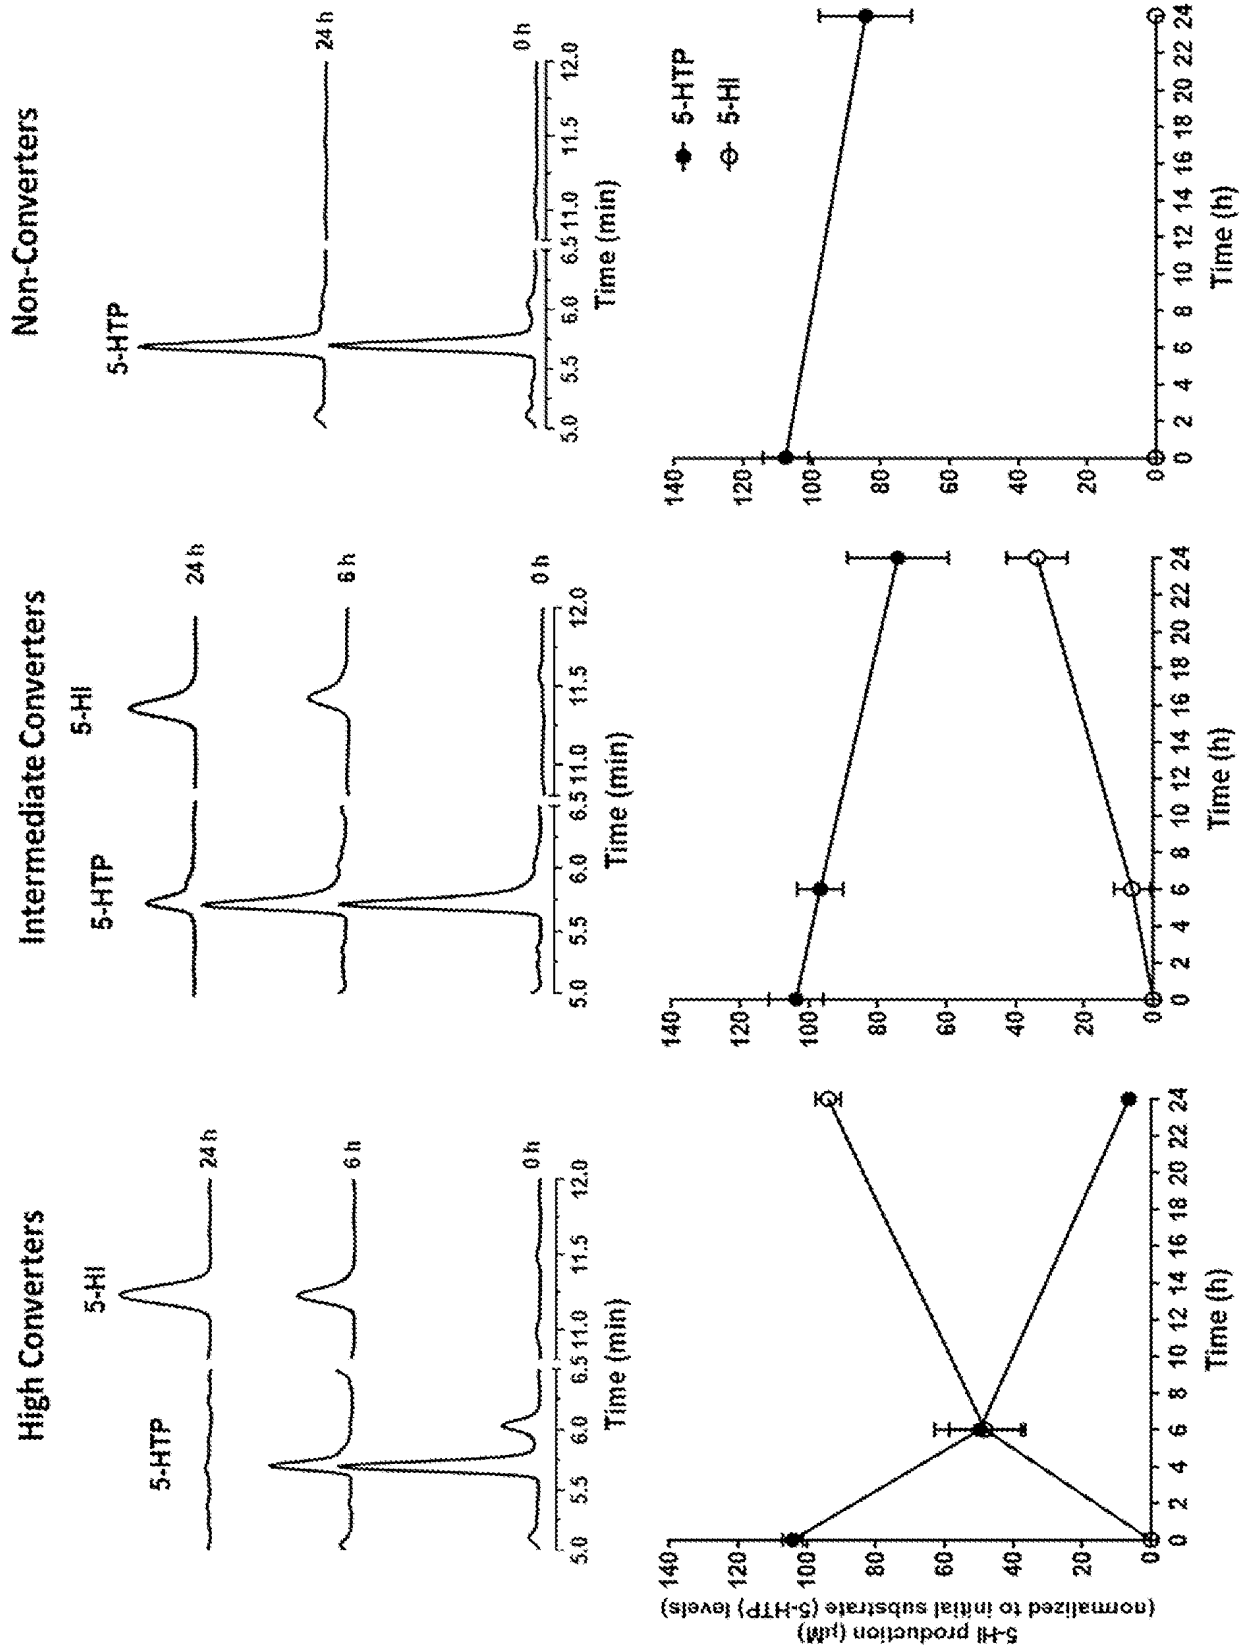 High Converters
5-HTP
5-HI
24 h
6 h
0 h
5.0 5.5 6.0 6.5 11.0 11.5 12.0
Time (min)
Intermediate Converters
5-HTP
5-HI
24 h
6 h
0 h
5.0 5.5 6.0 6.5 11.0 11.5 12.0
Time (min)
Non-Converters
5-HTP
24 h
0 h
5.0 5.5 6.0 6.5 11.0 11.5 12.0
Time (min)
5-HI production (µM)
(normalized to initial substrate (5-HTP) levels)
140
120
100
80
60
40
20
0
0 2 4 6 8 10 12 14 16 18 20 22 24
Time (h)
140
120
100
80
60
40
20
0
0 2 4 6 8 10 12 14 16 18 20 22 24
Time (h)
140
120
100
80
60
40
20
0
0 2 4 6 8 10 12 14 16 18 20 22 24
Time (h)
5-HTP
5-HI